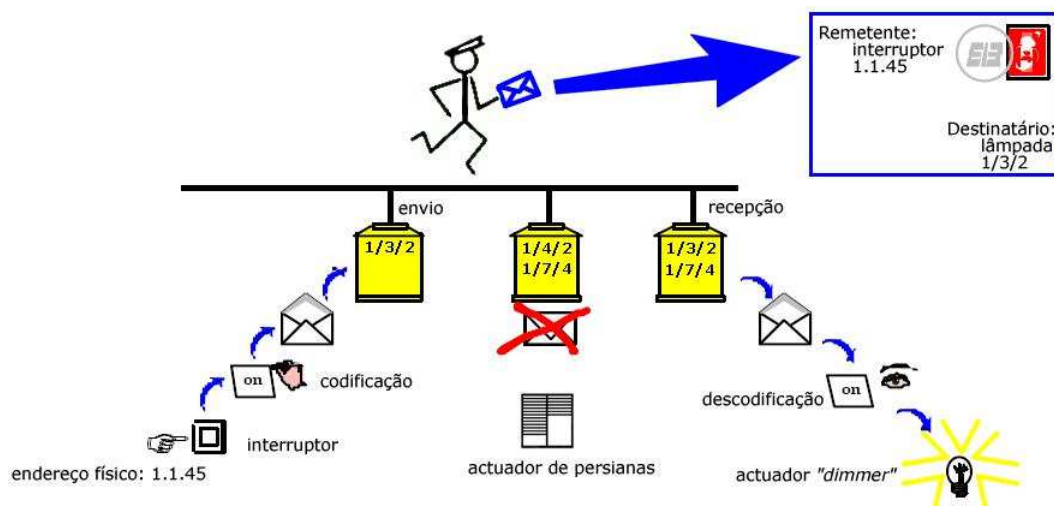 Remetente:
interruptor
1.1.45
EIB
Destinatário:
lâmpada
1/3/2
envio
recepção
1/3/2
1/4/2
1/7/4
1/3/2
1/7/4
on
codificação
descodificação
on
interruptor
endereço físico: 1.1.45
actuador de persianas
actuador "dimmer"